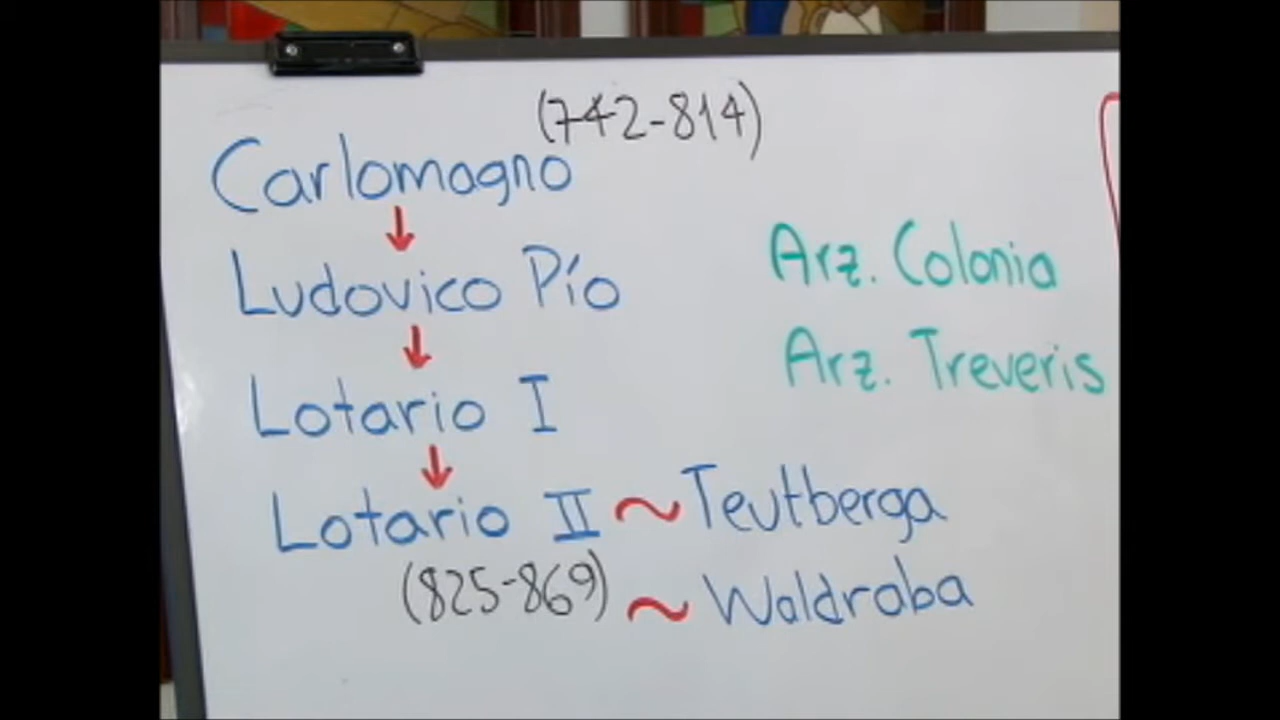 (742-814)
Carlomagno
Ludovico Pío
Lotario I
Lotario II ~ Teutberga
(825-869) ~ Waldraba
Arz. Colonia
Arz. Treveris